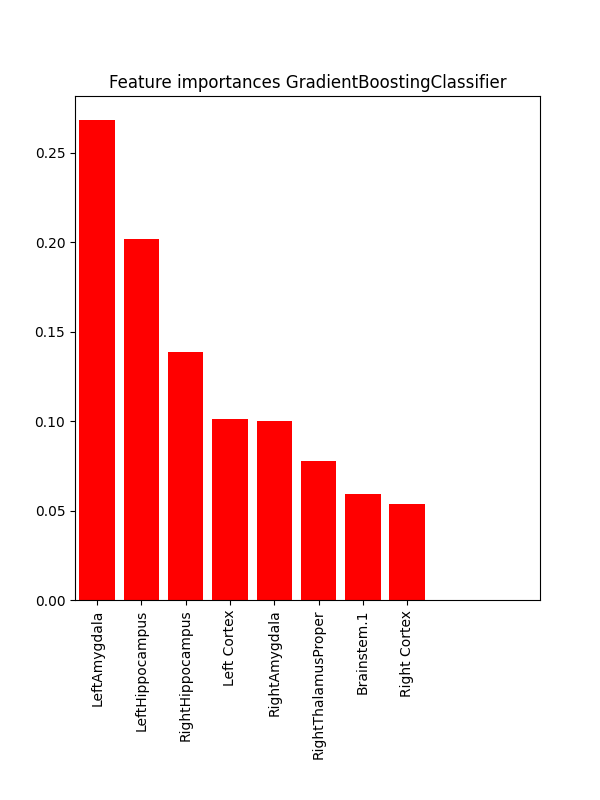 Feature importances GradientBoostingClassifier
0.25
0.20
0.15
0.10
0.05
0.00
LeftAmygdala
LeftHippocampus
RightHippocampus
Left Cortex
RightAmygdala
RightThalamusProper
Brainstem.1
Right Cortex